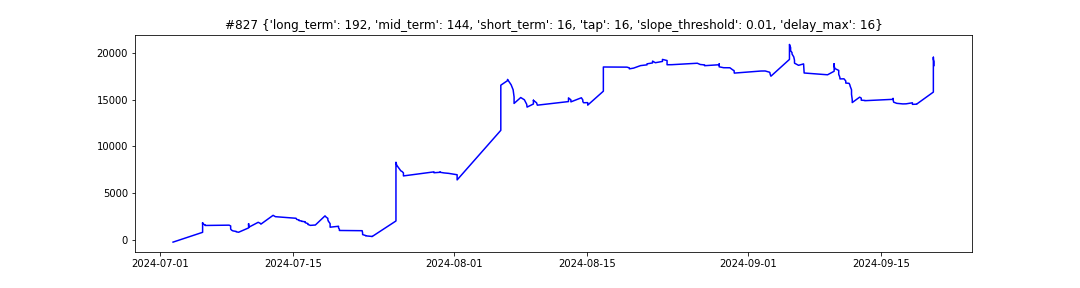 #827 {'long_term': 192, 'mid_term': 144, 'short_term': 16, 'tap': 16, 'slope_threshold': 0.01, 'delay_max': 16}
20000
15000
10000
5000
0
2024-07-01 2024-07-15 2024-08-01 2024-08-15 2024-09-01 2024-09-15